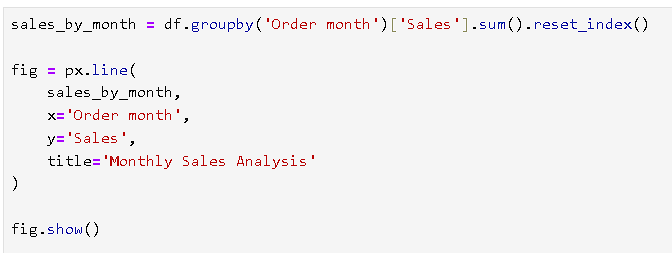 sales_by_month = df.groupby('Order month')['Sales'].sum().reset_index()
fig = px.line(
    sales_by_month,
    x='Order month',
    y='Sales',
    title='Monthly Sales Analysis'
)
fig.show()